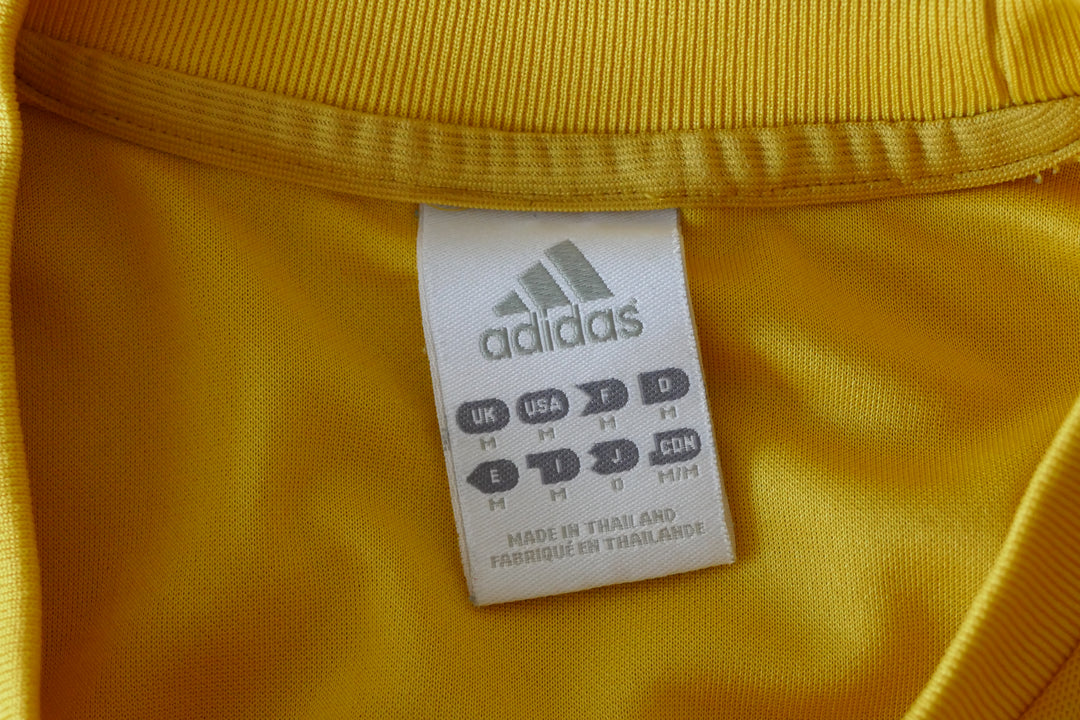 adidas
UK USA F D
M M M M
E I J CDN
M M O M/M
MADE IN THAILAND
FABRIQUÉ EN THAILANDE